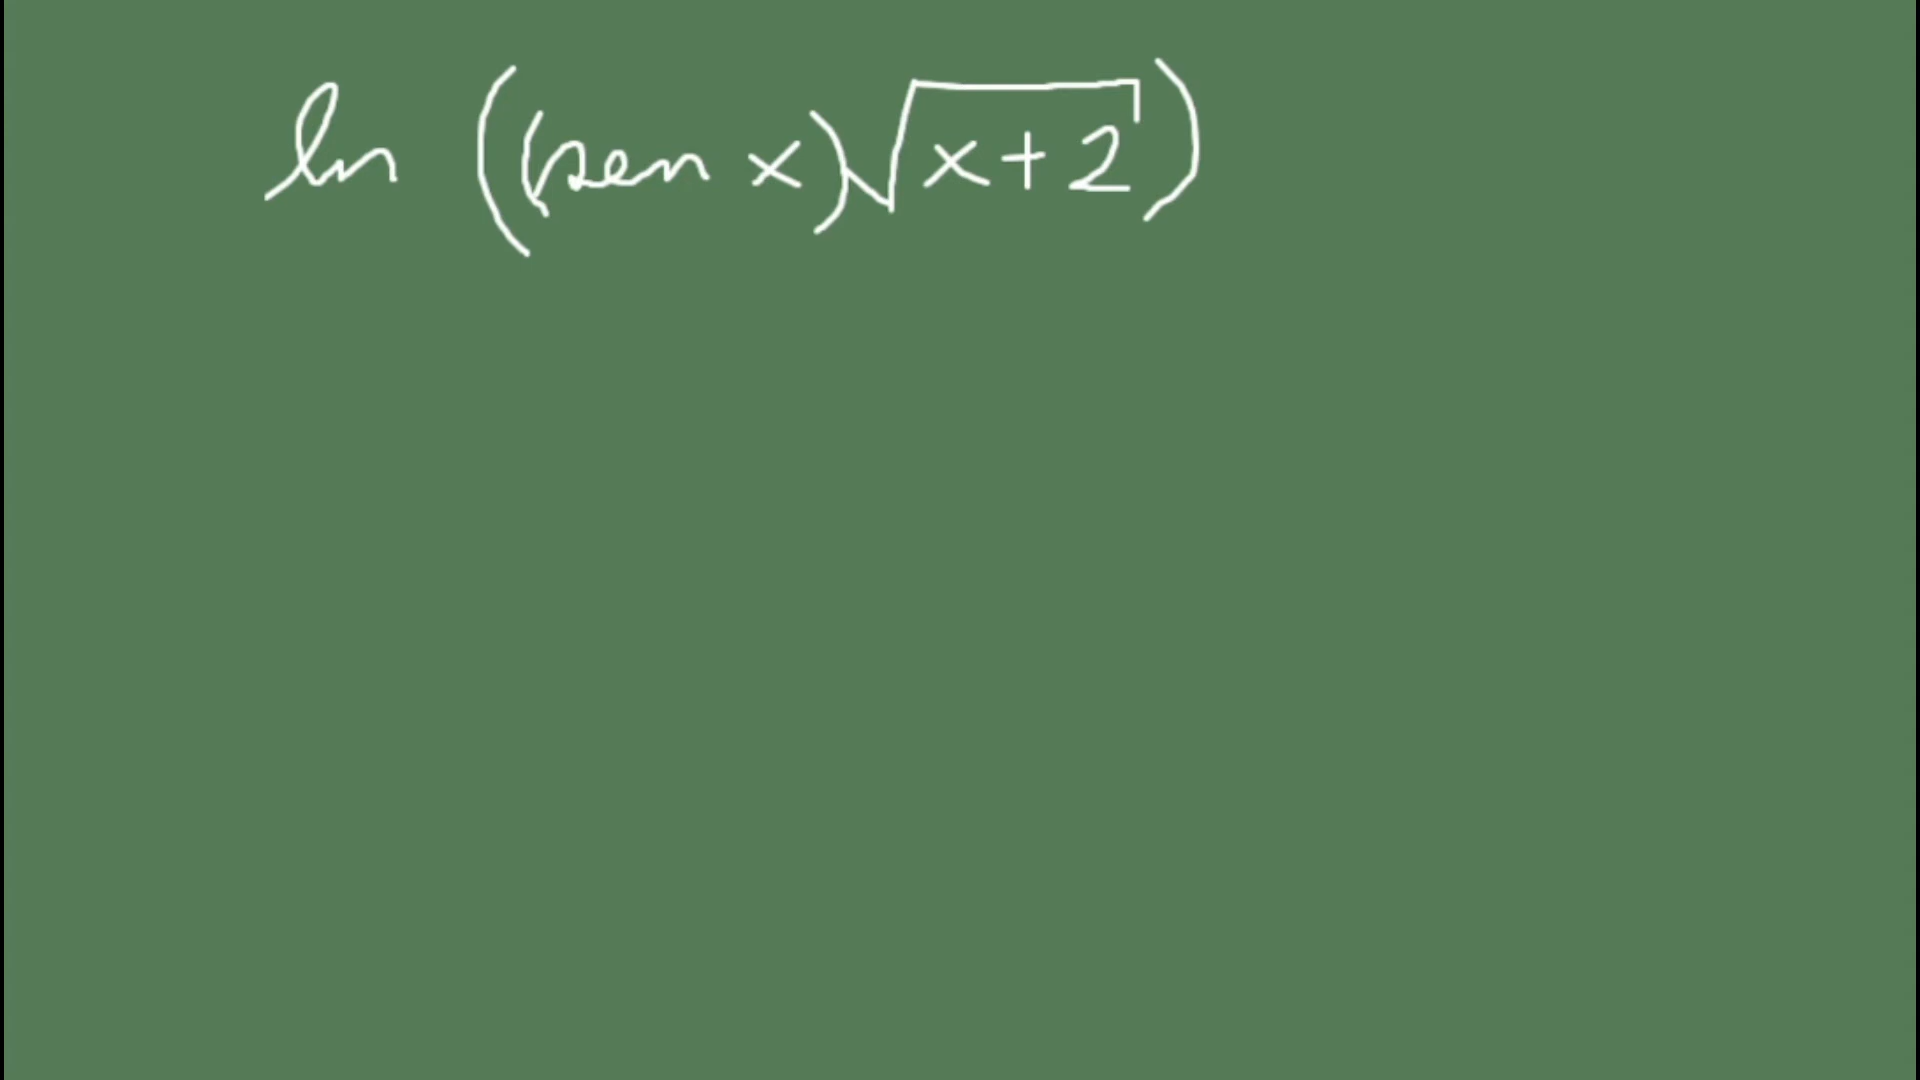 ln ((sen x)√(x+2))